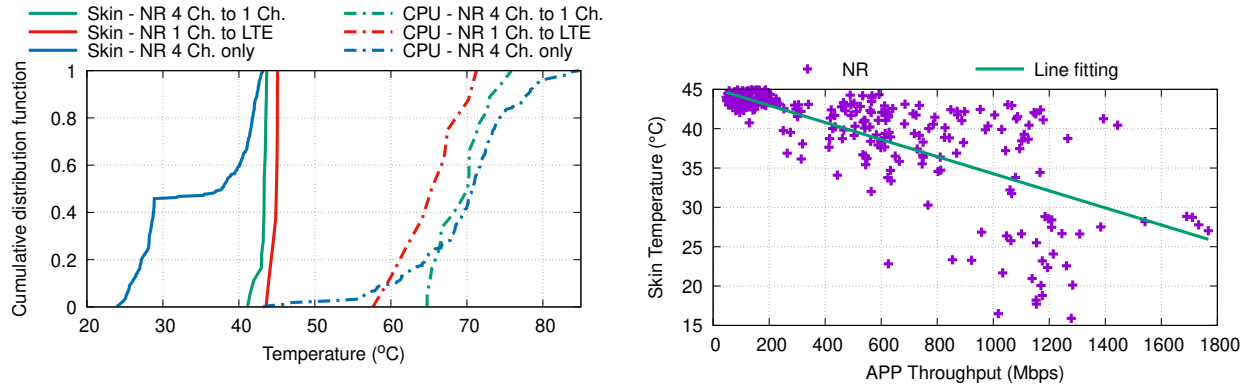 Skin - NR 4 Ch. to 1 Ch.
Skin - NR 1 Ch. to LTE
Skin - NR 4 Ch. only
CPU - NR 4 Ch. to 1 Ch.
CPU - NR 1 Ch. to LTE
CPU - NR 4 Ch. only
Cumulative distribution function
1
0.8
0.6
0.4
0.2
0
20 30 40 50 60 70 80
Temperature (°C)
NR
Line fitting
Skin Temperature (°C)
45
40
35
30
25
20
15
0 200 400 600 800 1000 1200 1400 1600 1800
APP Throughput (Mbps)